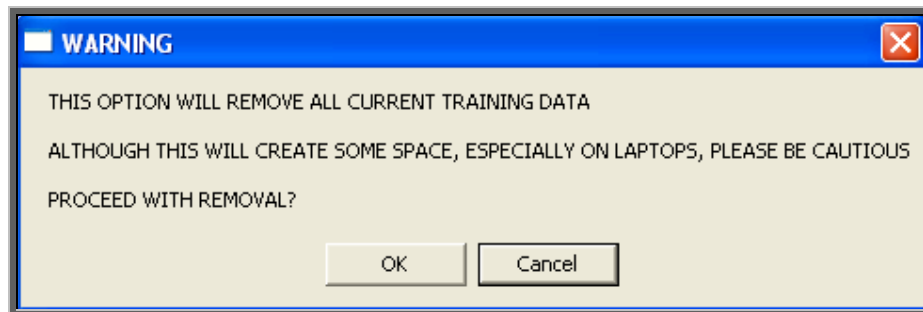 WARNING
THIS OPTION WILL REMOVE ALL CURRENT TRAINING DATA
ALTHOUGH THIS WILL CREATE SOME SPACE, ESPECIALLY ON LAPTOPS, PLEASE BE CAUTIOUS
PROCEED WITH REMOVAL?
OK Cancel